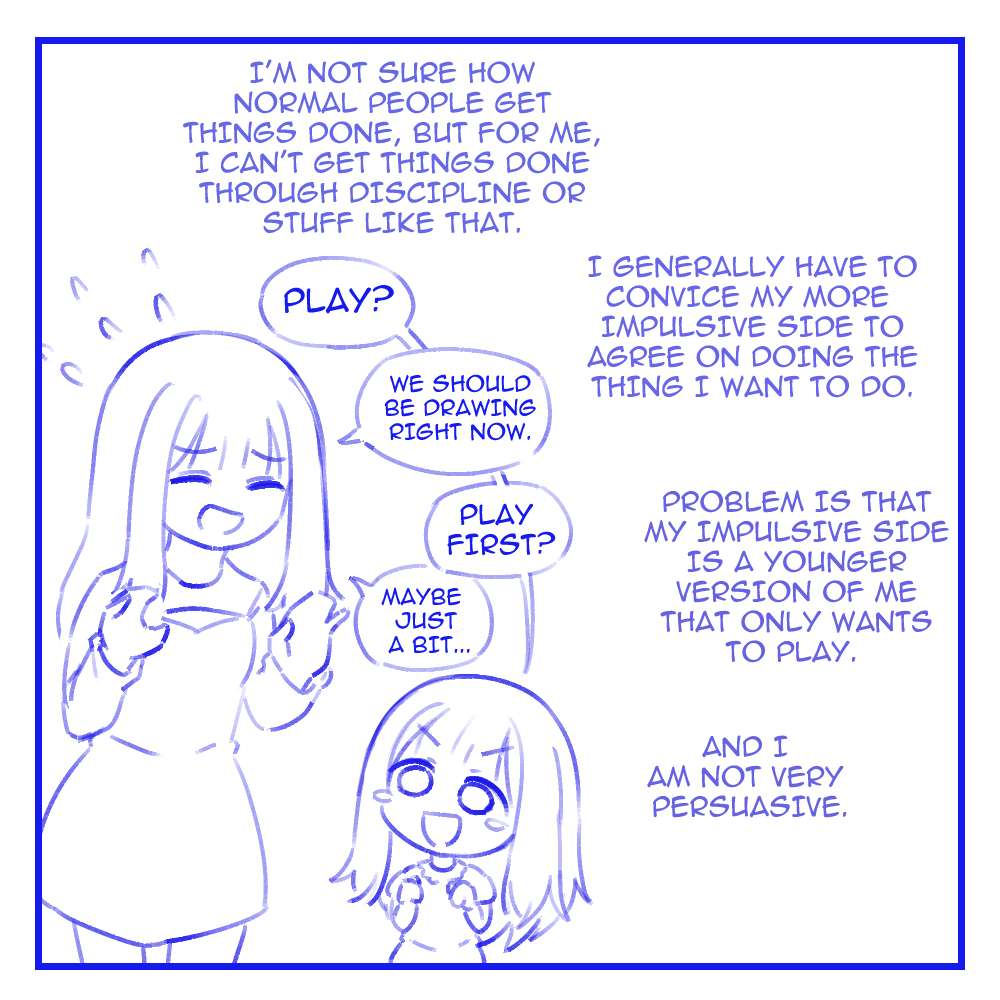 I'M NOT SURE HOW
NORMAL PEOPLE GET
THINGS DONE, BUT FOR ME,
I CAN'T GET THINGS DONE
THROUGH DISCIPLINE OR
STUFF LIKE THAT.
I GENERALLY HAVE TO
CONVICE MY MORE
IMPULSIVE SIDE TO
AGREE ON DOING THE
THING I WANT TO DO.
PLAY?
WE SHOULD
BE DRAWING
RIGHT NOW.
PLAY
FIRST?
MAYBE
JUST
A BIT...
PROBLEM IS THAT
MY IMPULSIVE SIDE
IS A YOUNGER
VERSION OF ME
THAT ONLY WANTS
TO PLAY.
AND I
AM NOT VERY
PERSUASIVE.